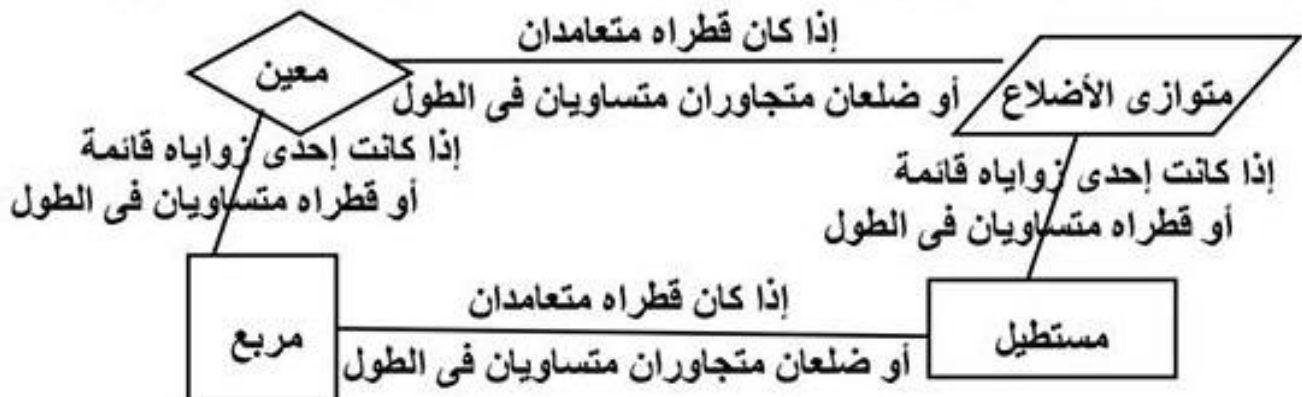 إذا كان قطراه متعامدان
معين
متوازى الأضلاع
أو ضلعان متجاوران متساويان فى الطول
إذا كانت إحدى زواياه قائمة
أو قطراه متساويان فى الطول
إذا كانت إحدى زواياه قائمة
أو قطراه متساويان فى الطول
إذا كان قطراه متعامدان
مستطيل
مربع
أو ضلعان متجاوران متساويان فى الطول